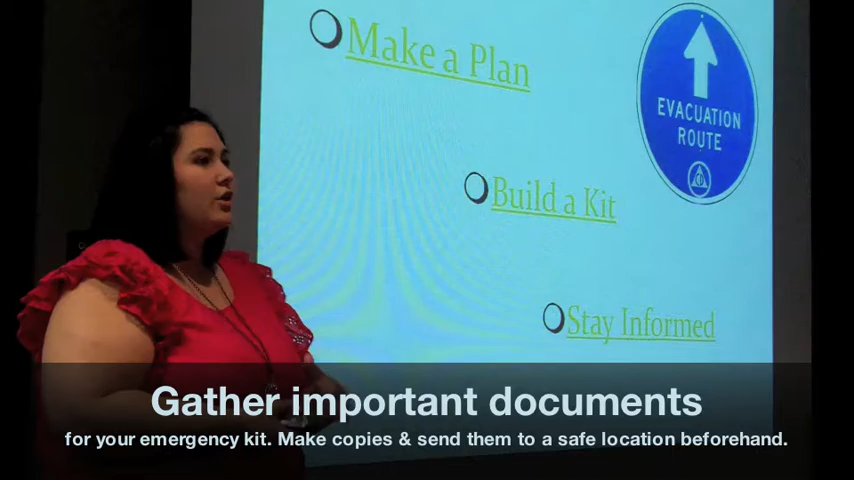 Make a Plan
EVACUATION
ROUTE
Build a Kit
Stay Informed
Gather important documents
for your emergency kit. Make copies & send them to a safe location beforehand.